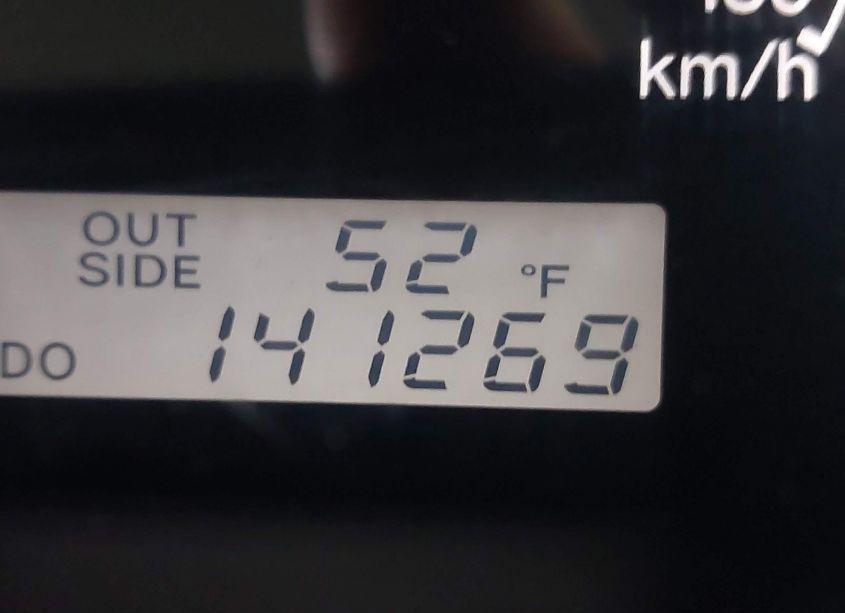 km/h
OUT
SIDE 52 °F
DO 141269